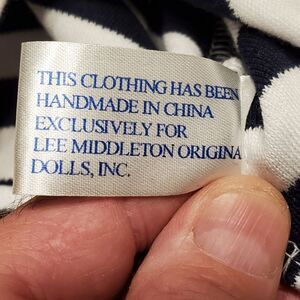 THIS CLOTHING HAS BEEN
HANDMADE IN CHINA
EXCLUSIVELY FOR
LEE MIDDLETON ORIGINA
DOLLS, INC.